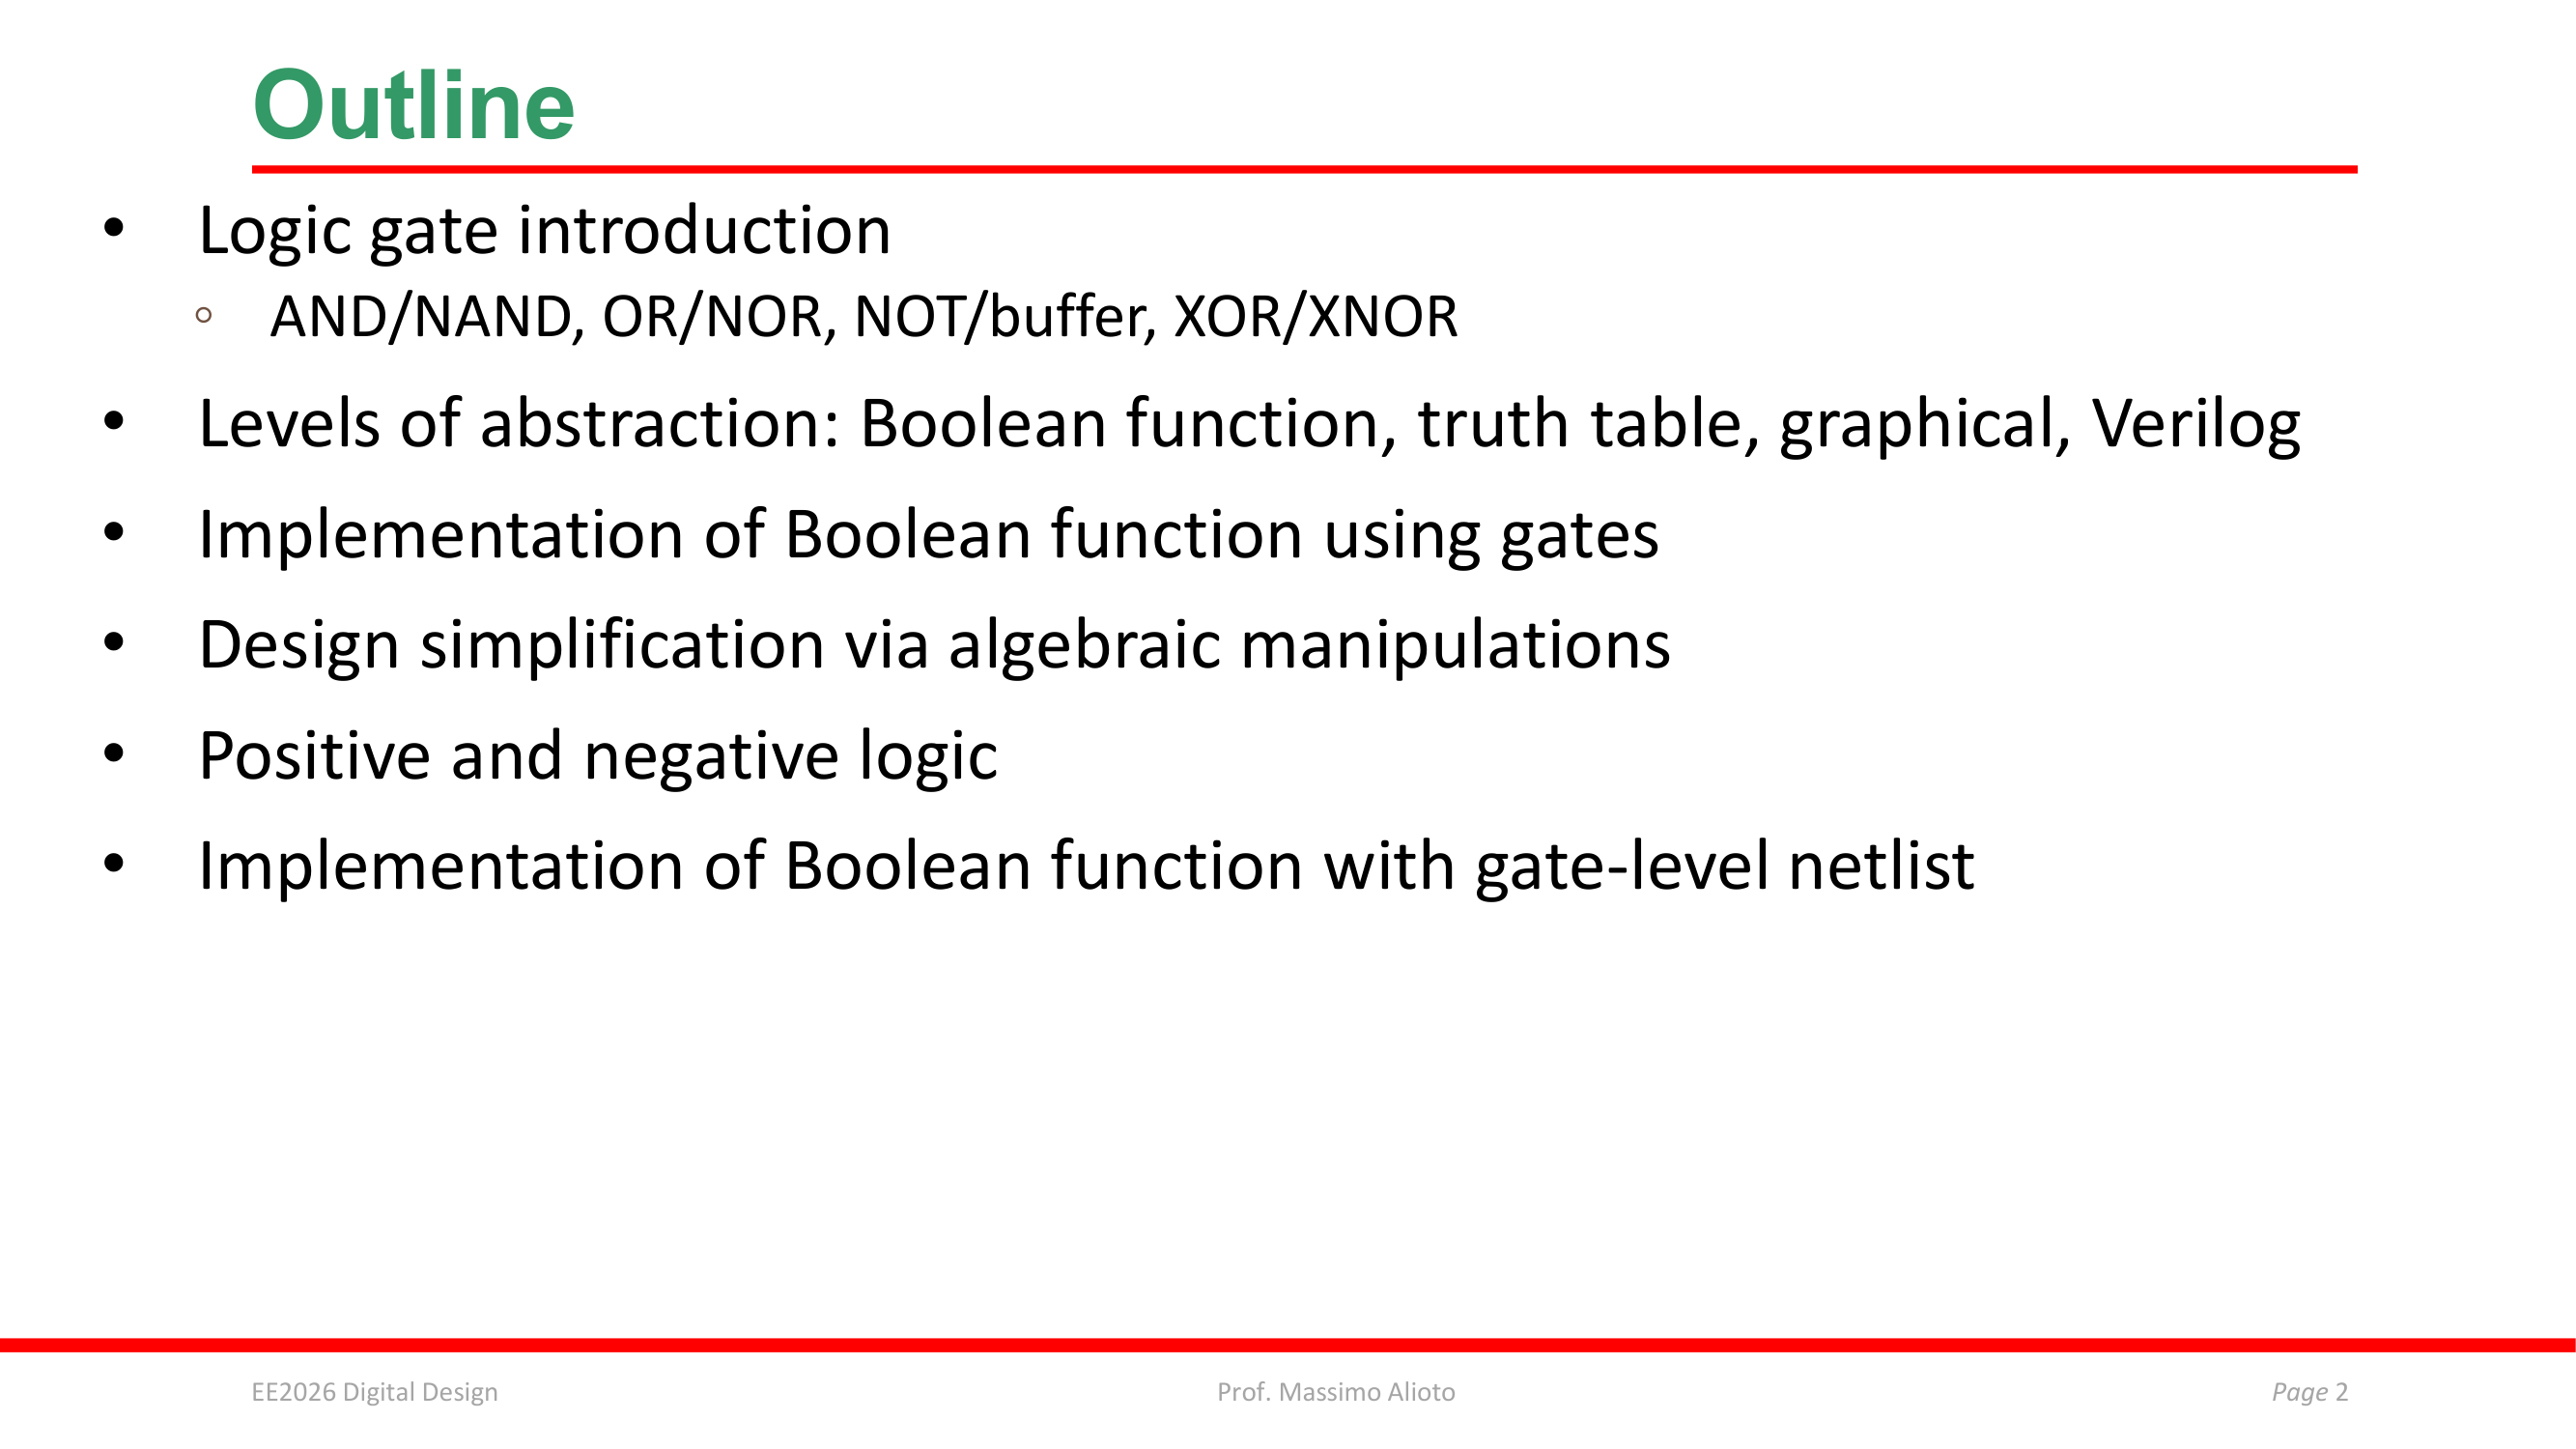 Outline
• Logic gate introduction
◦ AND/NAND, OR/NOR, NOT/buffer, XOR/XNOR
• Levels of abstraction: Boolean function, truth table, graphical, Verilog
• Implementation of Boolean function using gates
• Design simplification via algebraic manipulations
• Positive and negative logic
• Implementation of Boolean function with gate-level netlist
EE2026 Digital Design Prof. Massimo Alioto Page 2